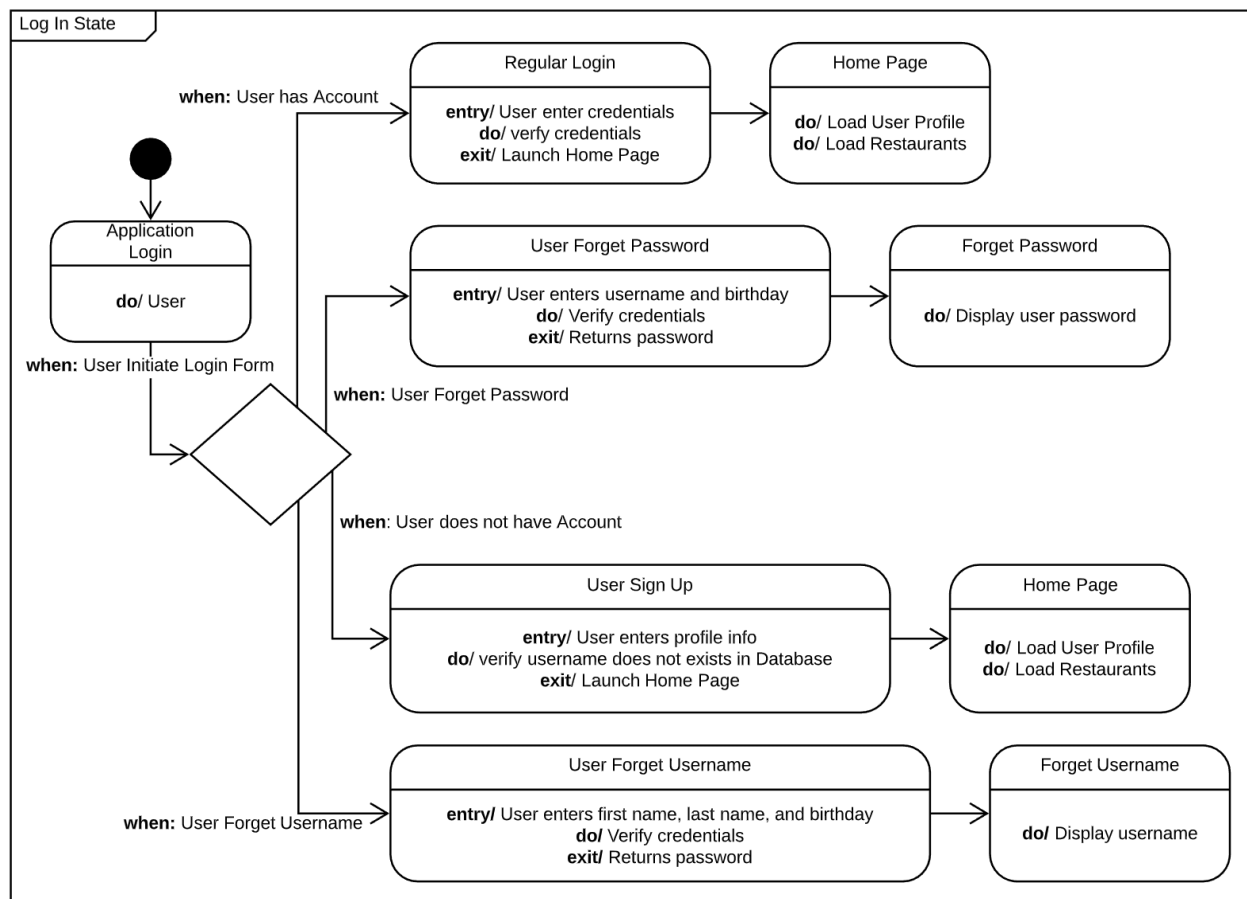 Log In State
Regular Login
entry/ User enter credentials
do/ verfy credentials
exit/ Launch Home Page
Home Page
do/ Load User Profile
do/ Load Restaurants
when: User has Account
Application
Login
do/ User
when: User Initiate Login Form
User Forget Password
entry/ User enters username and birthday
do/ Verify credentials
exit/ Returns password
Forget Password
do/ Display user password
when: User Forget Password
when: User does not have Account
User Sign Up
entry/ User enters profile info
do/ verify username does not exists in Database
exit/ Launch Home Page
Home Page
do/ Load User Profile
do/ Load Restaurants
when: User Forget Username
User Forget Username
entry/ User enters first name, last name, and birthday
do/ Verify credentials
exit/ Returns password
Forget Username
do/ Display username